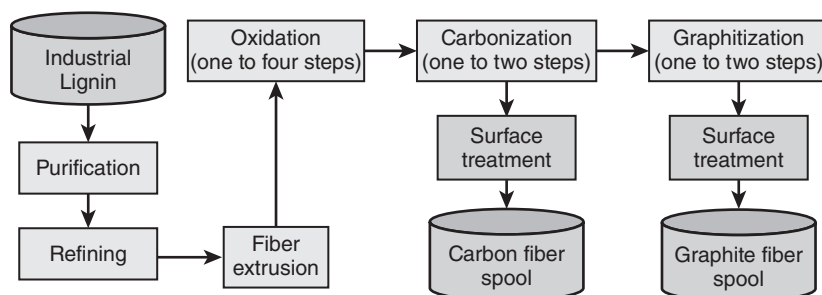 Industrial
Lignin
Purification
Refining
Fiber
extrusion
Oxidation
(one to four steps)
Carbonization
(one to two steps)
Graphitization
(one to two steps)
Surface
treatment
Carbon fiber
spool
Surface
treatment
Graphite fiber
spool